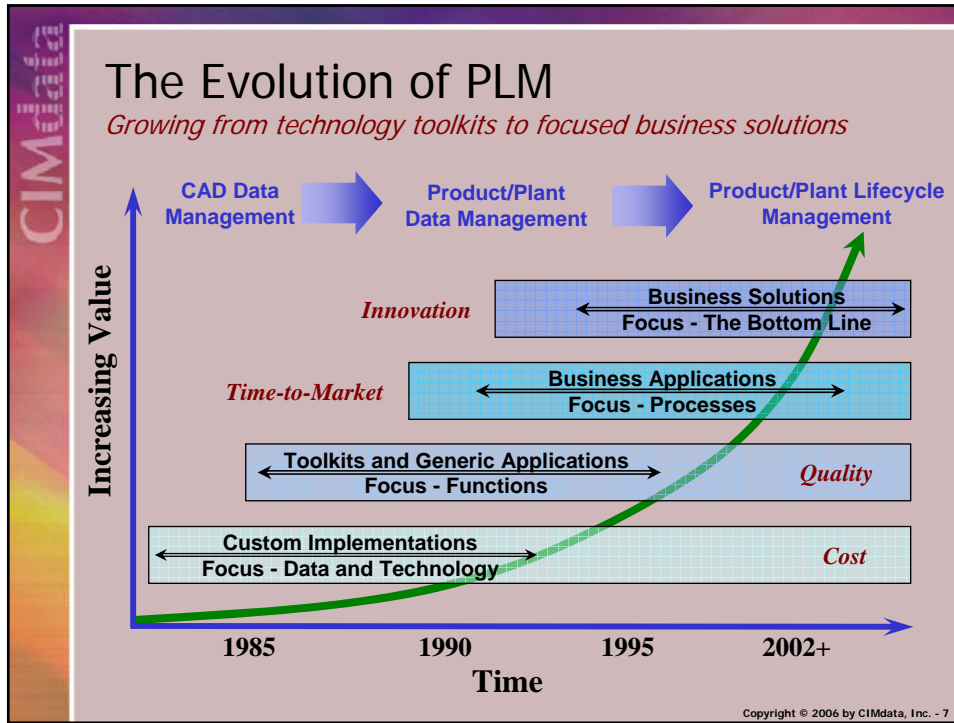 CIMdata
The Evolution of PLM
Growing from technology toolkits to focused business solutions
CAD Data
Management
Product/Plant
Data Management
Product/Plant Lifecycle
Management
Increasing Value
Innovation
Business Solutions
Focus - The Bottom Line
Time-to-Market
Business Applications
Focus - Processes
Toolkits and Generic Applications
Focus - Functions
Quality
Custom Implementations
Focus - Data and Technology
Cost
1985 1990 1995 2002+
Time
Copyright © 2006 by CIMdata, Inc. - 7